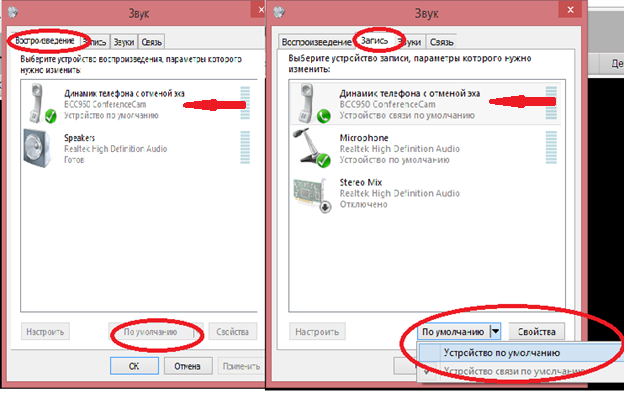 Звук
Воспроизведение Запись Звуки Связь
Выберите устройство воспроизведения, параметры которого
нужно изменить:
Динамик телефона с отменой эха
BCC950 ConferenceCam
Устройство по умолчанию
Speakers
Realtek High Definition Audio
Готов
Настроить По умолчанию Свойства
OK Отмена Применить
Звук
Воспроизведение Запись Звуки Связь
Выберите устройство записи, параметры которого нужно
изменить:
Динамик телефона с отменой эха
BCC950 ConferenceCam
Устройство связи по умолчанию
Microphone
Realtek High Definition Audio
Устройство по умолчанию
Stereo Mix
Realtek High Definition Audio
Отключено
Настроить По умолчанию Свойства
Устройство по умолчанию
Устройство связи по умолчанию